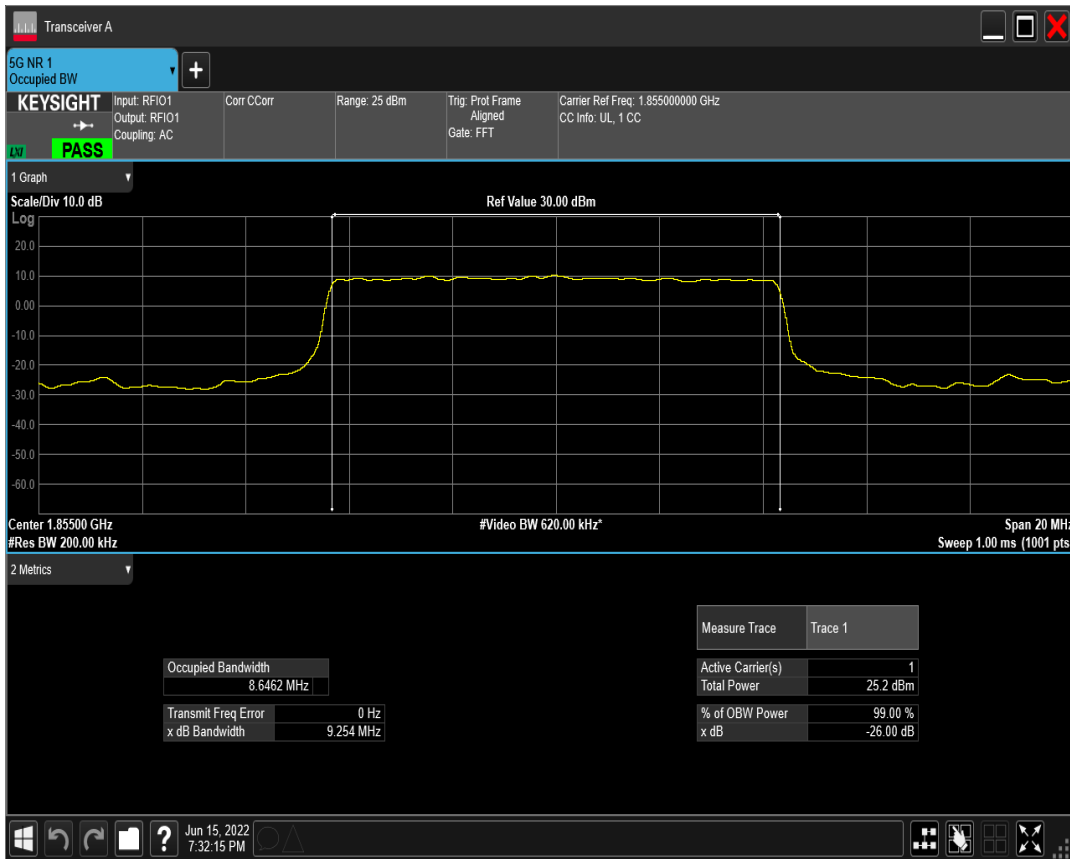 Transceiver A
5G NR 1
Occupied BW
KEYSIGHT
LXI
PASS
Input: RFIO1
Output: RFIO1
Coupling: AC
Corr CCorr
Range: 25 dBm
Trig: Prot Frame
Aligned
Gate: FFT
Carrier Ref Freq: 1.855000000 GHz
CC Info: UL, 1 CC
1 Graph
Scale/Div 10.0 dB
Ref Value 30.00 dBm
Log
20.0
10.0
0.00
-10.0
-20.0
-30.0
-40.0
-50.0
-60.0
Center 1.85500 GHz
#Video BW 620.00 kHz*
Span 20 MHz
#Res BW 200.00 kHz
Sweep 1.00 ms (1001 pts
2 Metrics
Measure Trace Trace 1
Occupied Bandwidth
8.6462 MHz
Active Carrier(s) 1
Total Power 25.2 dBm
Transmit Freq Error 0 Hz
x dB Bandwidth 9.254 MHz
% of OBW Power 99.00 %
x dB -26.00 dB
?
Jun 15, 2022
7:32:15 PM